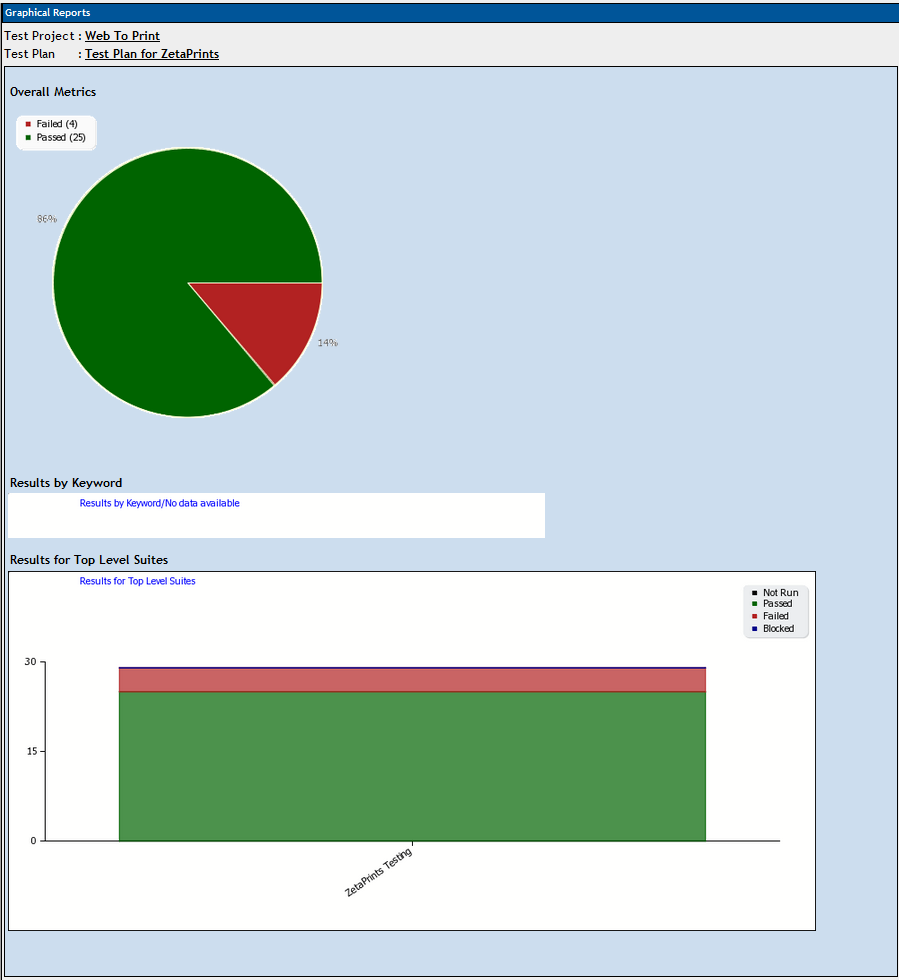 Graphical Reports
Test Project : Web To Print
Test Plan : Test Plan for ZetaPrints
Overall Metrics
Failed (4)
Passed (25)
86%
14%
Results by Keyword
Results by Keyword/No data available
Results for Top Level Suites
Results for Top Level Suites
Not Run
Passed
Failed
Blocked
30
15
0
ZetaPrints Testing